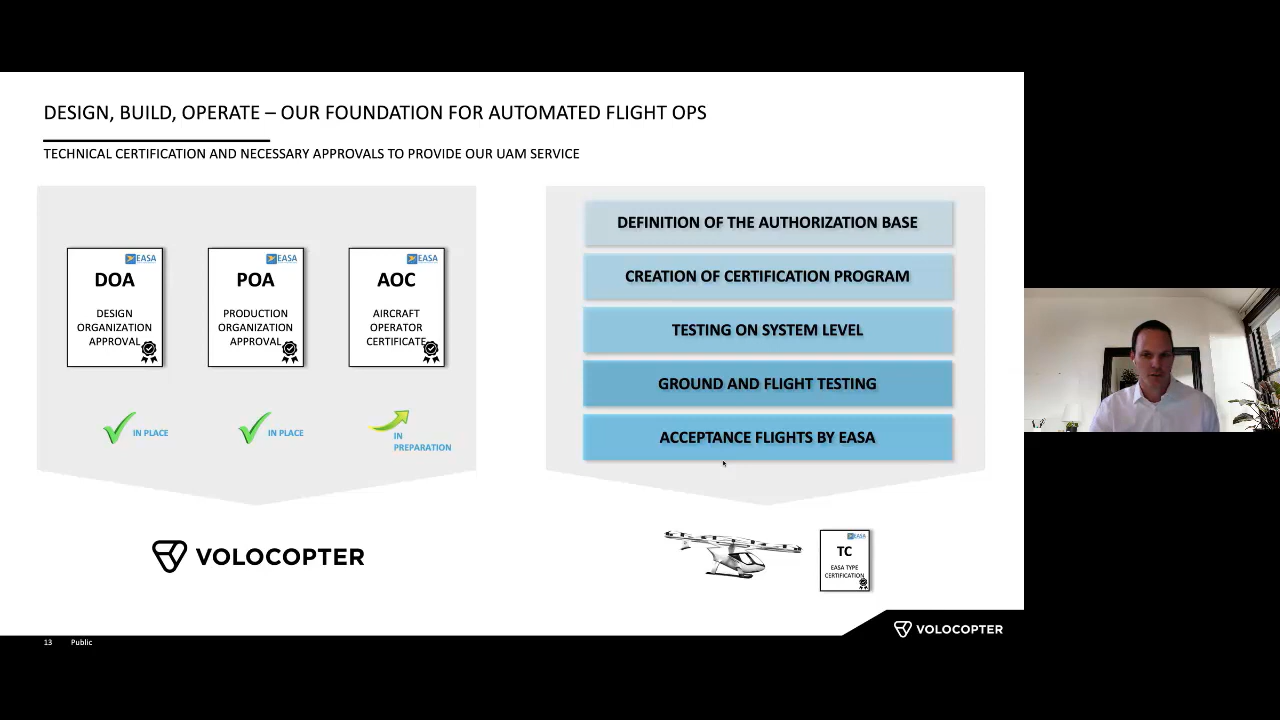 DESIGN, BUILD, OPERATE – OUR FOUNDATION FOR AUTOMATED FLIGHT OPS
TECHNICAL CERTIFICATION AND NECESSARY APPROVALS TO PROVIDE OUR UAM SERVICE
EASA
DOA
DESIGN
ORGANIZATION
APPROVAL
IN PLACE
EASA
POA
PRODUCTION
ORGANIZATION
APPROVAL
IN PLACE
EASA
AOC
AIRCRAFT
OPERATOR
CERTIFICATE
IN
PREPARATION
VOLOCOPTER
DEFINITION OF THE AUTHORIZATION BASE
CREATION OF CERTIFICATION PROGRAM
TESTING ON SYSTEM LEVEL
GROUND AND FLIGHT TESTING
ACCEPTANCE FLIGHTS BY EASA
EASA
TC
EASA TYPE
CERTIFICATION
13 Public
VOLOCOPTER